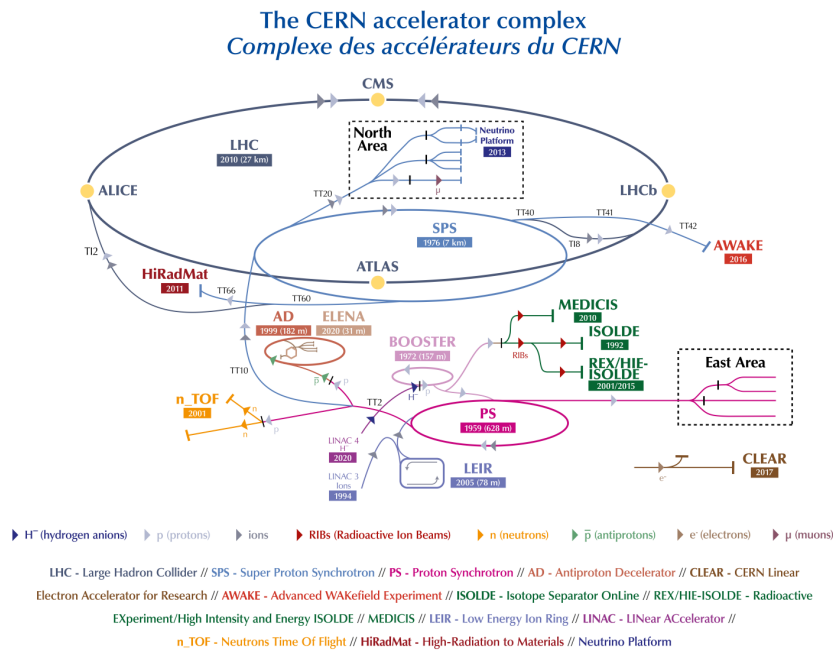 The CERN accelerator complex
Complexe des accélérateurs du CERN
CMS
LHC
2010 (27 km)
North
Area
Neutrino
Platform
2013
μ
ALICE
LHCb
TT20
TT40
TT41
TT42
SPS
1976 (7 km)
TI8
AWAKE
2016
TI2
HiRadMat
2011
TT66
ATLAS
TT60
AD
1999 (182 m)
ELENA
2020 (31 m)
BOOSTER
1972 (157 m)
MEDICIS
2010
ISOLDE
1992
RIBs
REX/HIE-
ISOLDE
2001/2015
East Area
TT10
p̄
p
H⁻
p
n_TOF
2001
n
n
p
TT2
PS
1959 (628 m)
LINAC 4
H⁻
2020
LINAC 3
Ions
1994
LEIR
2005 (78 m)
CLEAR
2017
e⁻
H⁻ (hydrogen anions)
p (protons)
ions
RIBs (Radioactive Ion Beams)
n (neutrons)
p̄ (antiprotons)
e⁻ (electrons)
μ (muons)
LHC - Large Hadron Collider // SPS - Super Proton Synchrotron // PS - Proton Synchrotron // AD - Antiproton Decelerator // CLEAR - CERN Linear
Electron Accelerator for Research // AWAKE - Advanced WAKefield Experiment // ISOLDE - Isotope Separator OnLine // REX/HIE-ISOLDE - Radioactive
EXperiment/High Intensity and Energy ISOLDE // MEDICIS // LEIR - Low Energy Ion Ring // LINAC - LINear ACcelerator //
n_TOF - Neutrons Time Of Flight // HiRadMat - High-Radiation to Materials // Neutrino Platform